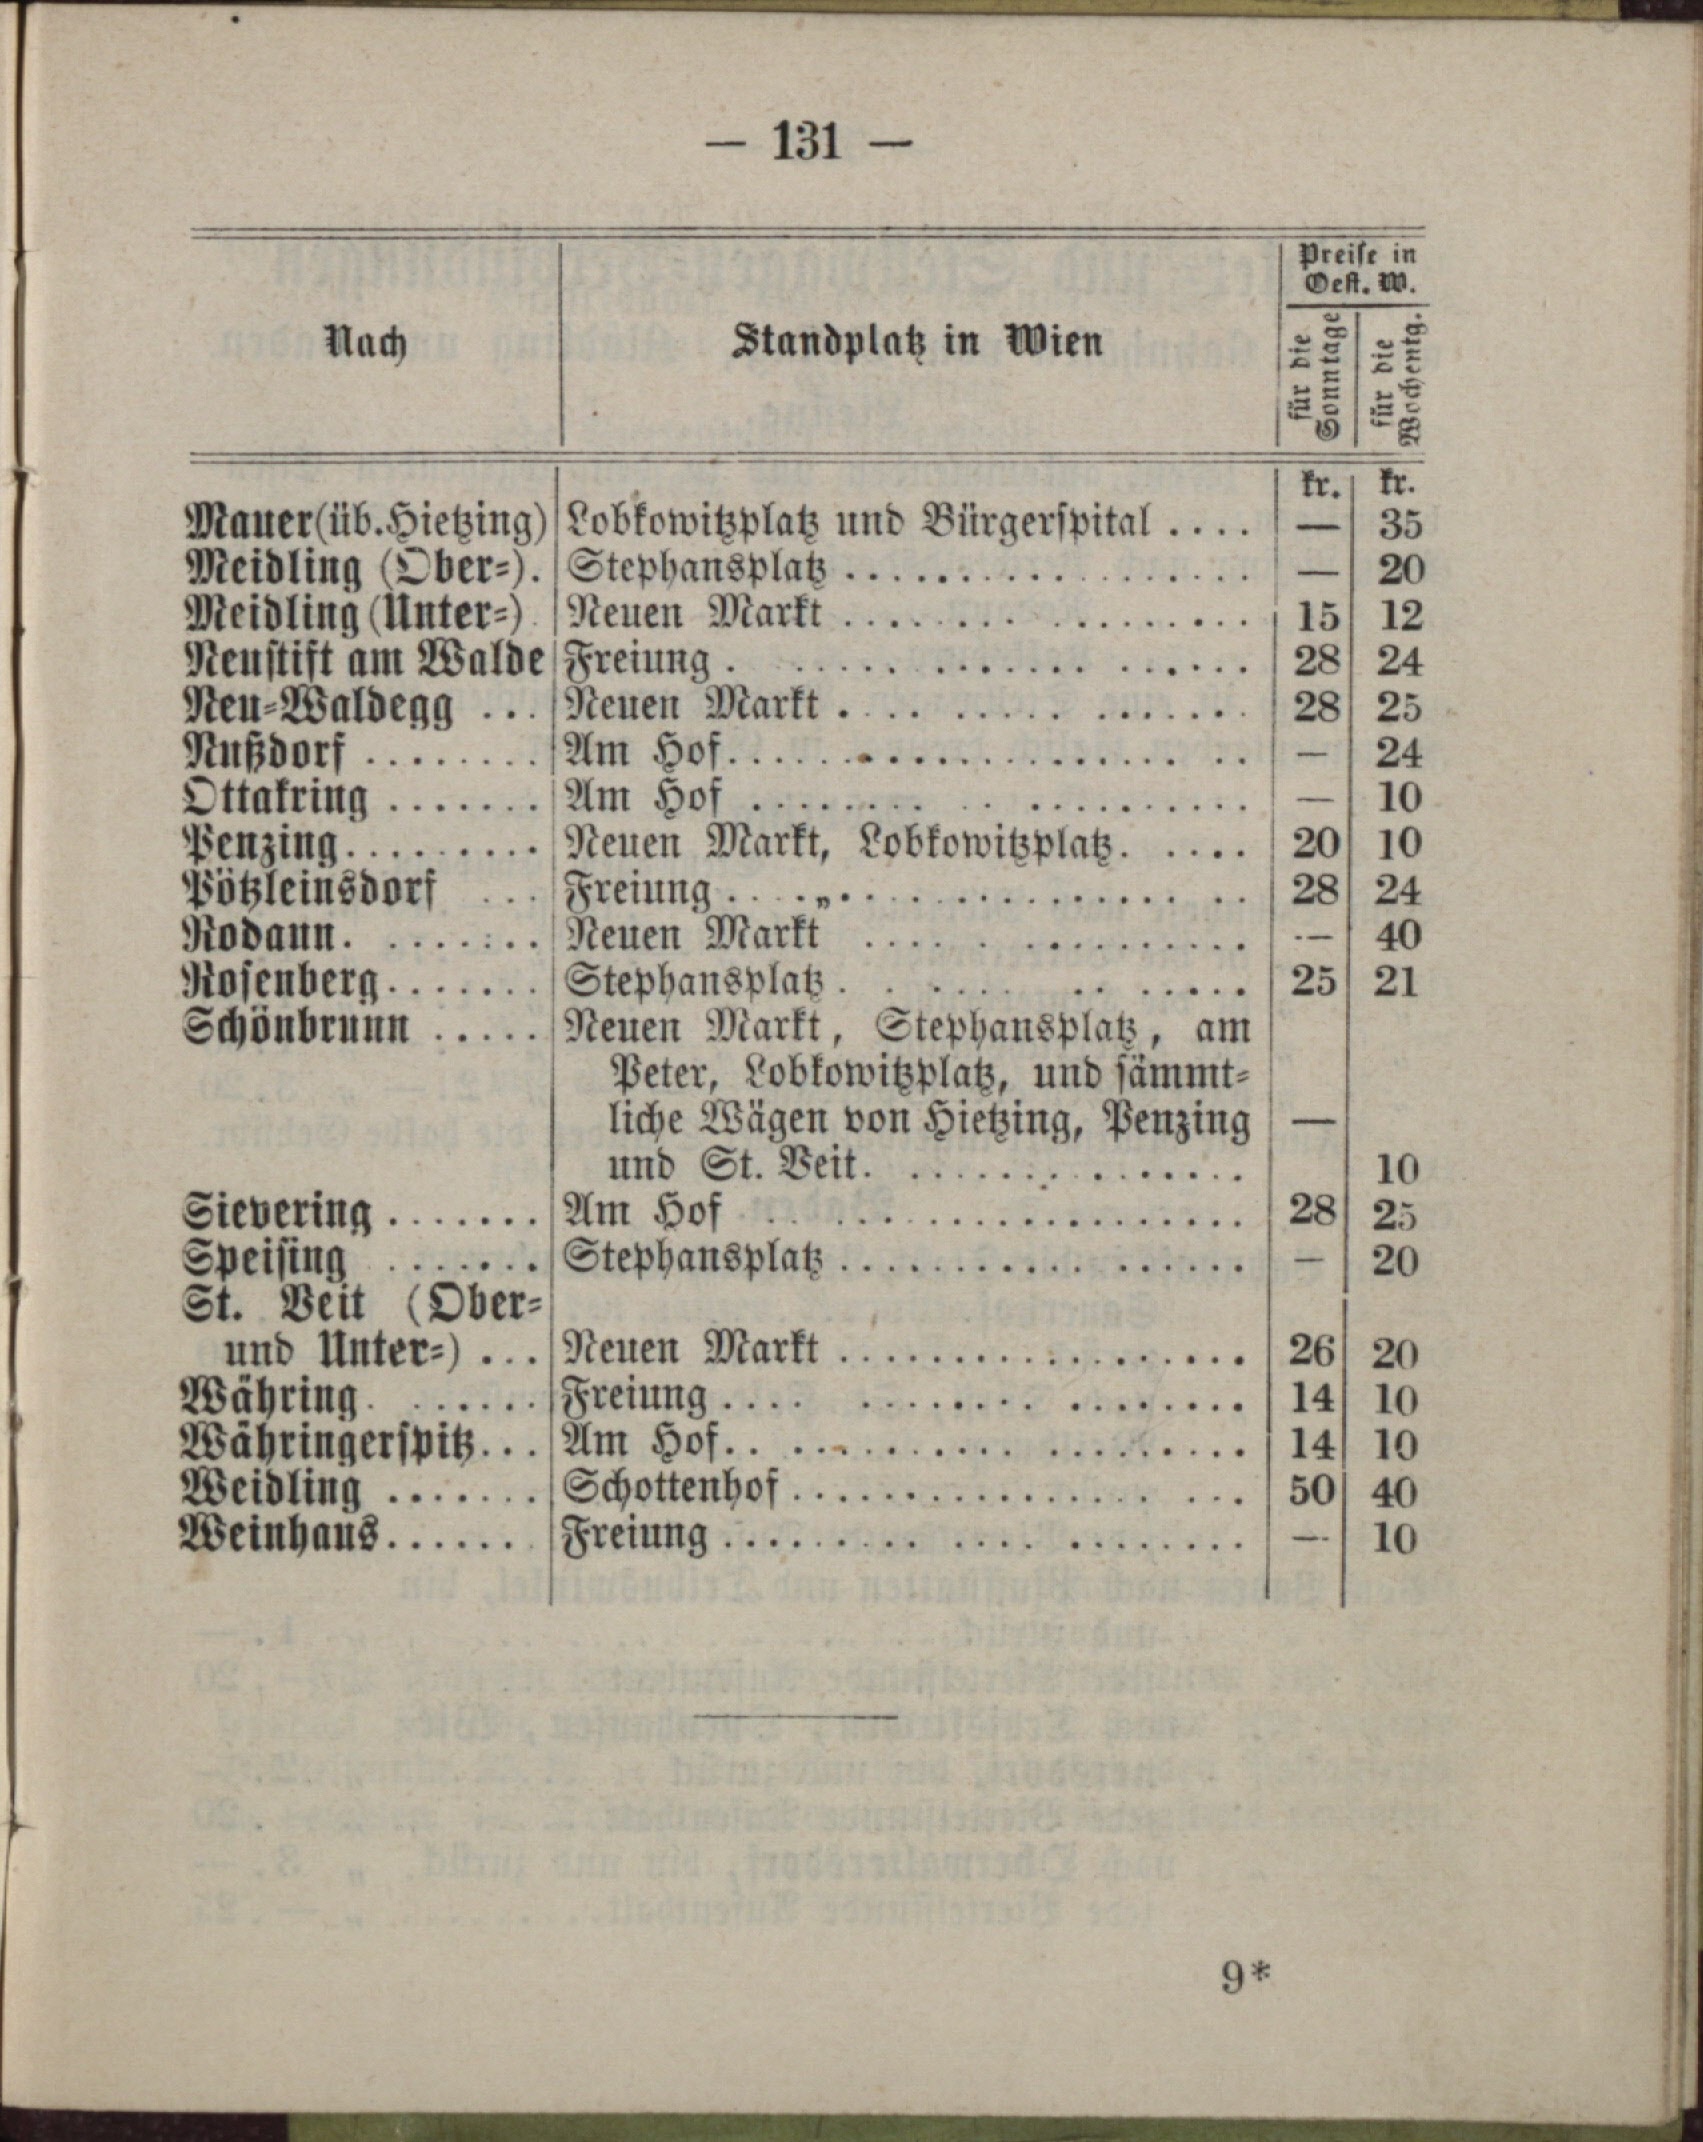 — 131 —
Nach Standplatz in Wien Preise in
Oest. W.
für die
Sonntage
für die
Wochentg.
kr. kr.
Mauer (üb. Hietzing) Lobkowitzplatz und Bürgerspital .... — 35
Meidling (Ober-). Stephansplatz .................. — 20
Meidling (Unter-). Neuen Markt .................. 15 12
Neustift am Walde Freiung .................. 28 24
Neu-Waldegg ... Neuen Markt .................. 28 25
Nußdorf ........ Am Hof .................. — 24
Ottakring ....... Am Hof .................. — 10
Penzing......... Neuen Markt, Lobkowitzplatz. .... 20 10
Pötzleinsdorf ... Freiung .................. 28 24
Rodaun. ....... Neuen Markt .................. — 40
Rosenberg....... Stephansplatz .................. 25 21
Schönbrunn ..... Neuen Markt, Stephansplatz, am
Peter, Lobkowitzplatz, und sämmt-
liche Wägen von Hietzing, Penzing —
und St. Veit. ............... 10
Sievering ....... Am Hof .................. 28 25
Speising ....... Stephansplatz .................. — 20
St. Veit (Ober-
und Unter-) ... Neuen Markt .................. 26 20
Währing. ...... Freiung .................. 14 10
Währingerspitz... Am Hof .................. 14 10
Weidling ....... Schottenhof .................. 50 40
Weinhaus....... Freiung .................. — 10
9*